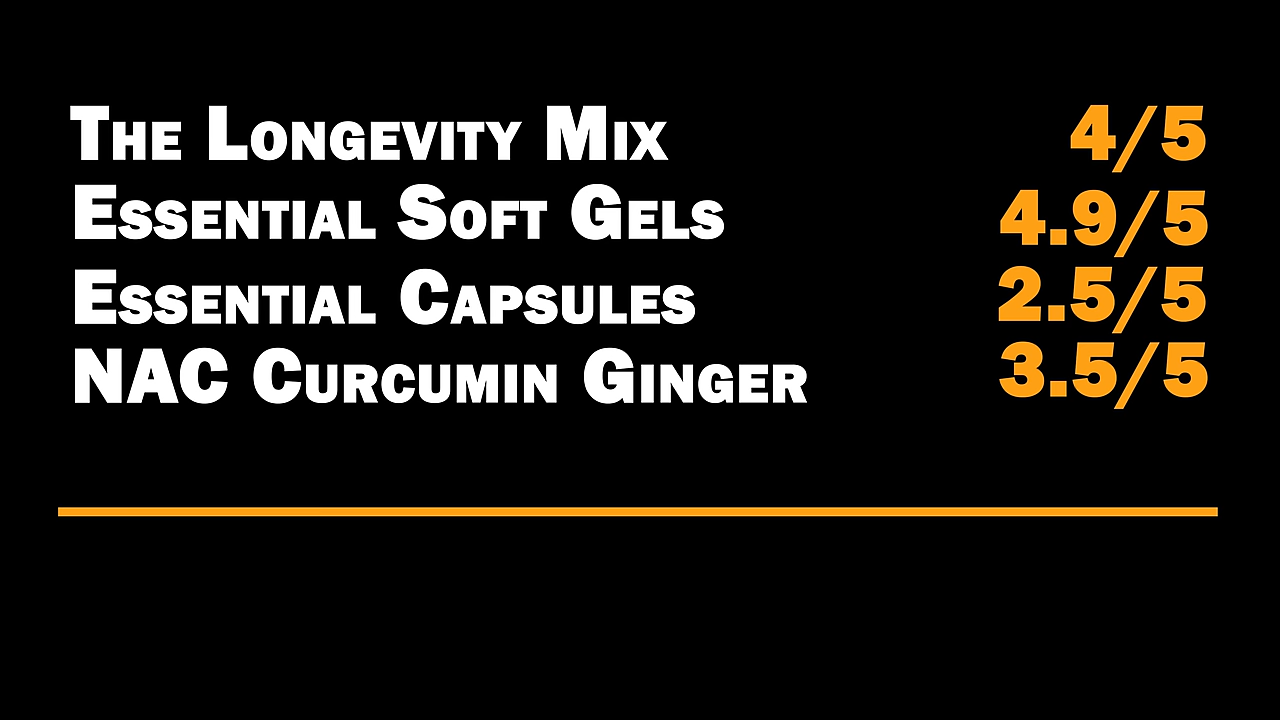 The Longevity Mix 4/5
Essential Soft Gels 4.9/5
Essential Capsules 2.5/5
NAC Curcumin Ginger 3.5/5